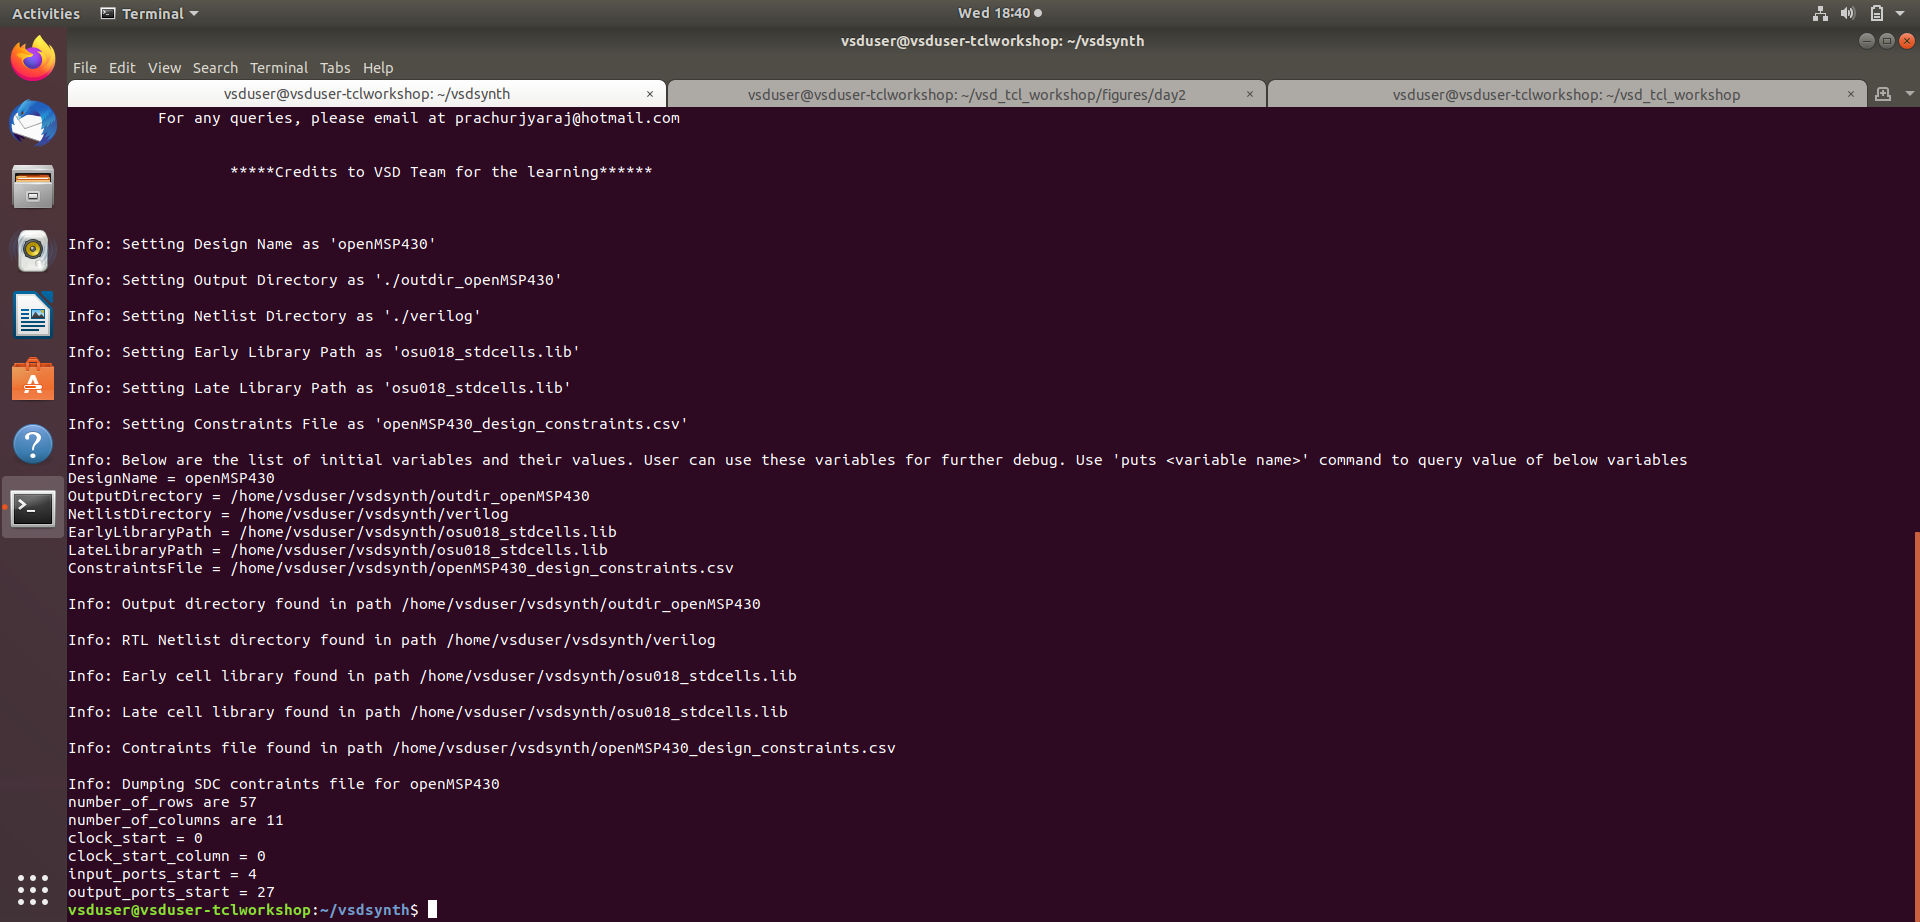 Activities
Terminal
Wed 18:40
vsduser@vsduser-tclworkshop: ~/vsdsynth
File Edit View Search Terminal Tabs Help
vsduser@vsduser-tclworkshop: ~/vsdsynth
vsduser@vsduser-tclworkshop: ~/vsd_tcl_workshop/figures/day2
vsduser@vsduser-tclworkshop: ~/vsd_tcl_workshop
For any queries, please email at prachurjyaraj@hotmail.com
*****Credits to VSD Team for the learning******
Info: Setting Design Name as 'openMSP430'
Info: Setting Output Directory as './outdir_openMSP430'
Info: Setting Netlist Directory as './verilog'
Info: Setting Early Library Path as 'osu018_stdcells.lib'
Info: Setting Late Library Path as 'osu018_stdcells.lib'
Info: Setting Constraints File as 'openMSP430_design_constraints.csv'
Info: Below are the list of initial variables and their values. User can use these variables for further debug. Use 'puts <variable name>' command to query value of below variables
DesignName = openMSP430
OutputDirectory = /home/vsduser/vsdsynth/outdir_openMSP430
NetlistDirectory = /home/vsduser/vsdsynth/verilog
EarlyLibraryPath = /home/vsduser/vsdsynth/osu018_stdcells.lib
LateLibraryPath = /home/vsduser/vsdsynth/osu018_stdcells.lib
ConstraintsFile = /home/vsduser/vsdsynth/openMSP430_design_constraints.csv
Info: Output directory found in path /home/vsduser/vsdsynth/outdir_openMSP430
Info: RTL Netlist directory found in path /home/vsduser/vsdsynth/verilog
Info: Early cell library found in path /home/vsduser/vsdsynth/osu018_stdcells.lib
Info: Late cell library found in path /home/vsduser/vsdsynth/osu018_stdcells.lib
Info: Contraints file found in path /home/vsduser/vsdsynth/openMSP430_design_constraints.csv
Info: Dumping SDC contraints file for openMSP430
number_of_rows are 57
number_of_columns are 11
clock_start = 0
clock_start_column = 0
input_ports_start = 4
output_ports_start = 27
vsduser@vsduser-tclworkshop:~/vsdsynth$